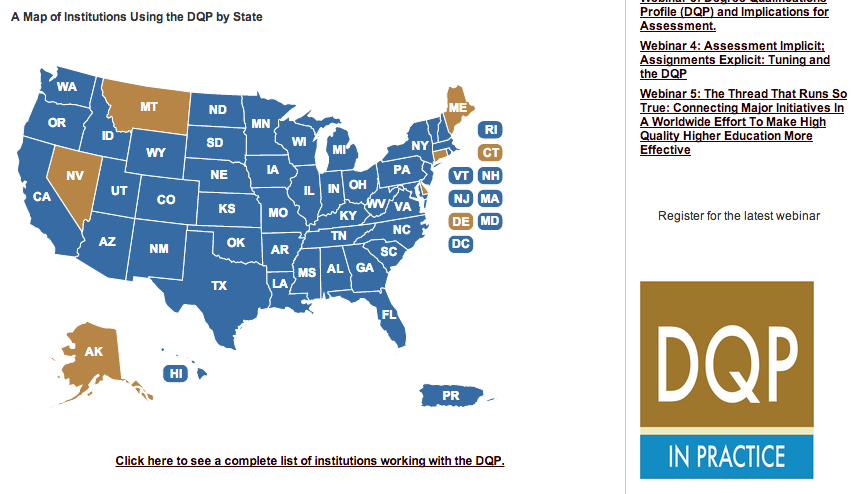 A Map of Institutions Using the DQP by State
WA
MT
ND
MN
ME
OR
ID
SD
WI
MI
NY
RI
CT
WY
NV
NE
IA
PA
VT
NH
CA
UT
CO
IL
IN
OH
NJ
MA
KS
MO
KY
WV
VA
DE
MD
AZ
NM
OK
AR
TN
NC
DC
SC
TX
LA
MS
AL
GA
FL
AK
HI
PR
Click here to see a complete list of institutions working with the DQP.
Profile (DQP) and Implications for
Assessment.
Webinar 4: Assessment Implicit;
Assignments Explicit: Tuning and
the DQP
Webinar 5: The Thread That Runs So
True: Connecting Major Initiatives In
A Worldwide Effort To Make High
Quality Higher Education More
Effective
Register for the latest webinar
DQP
IN PRACTICE